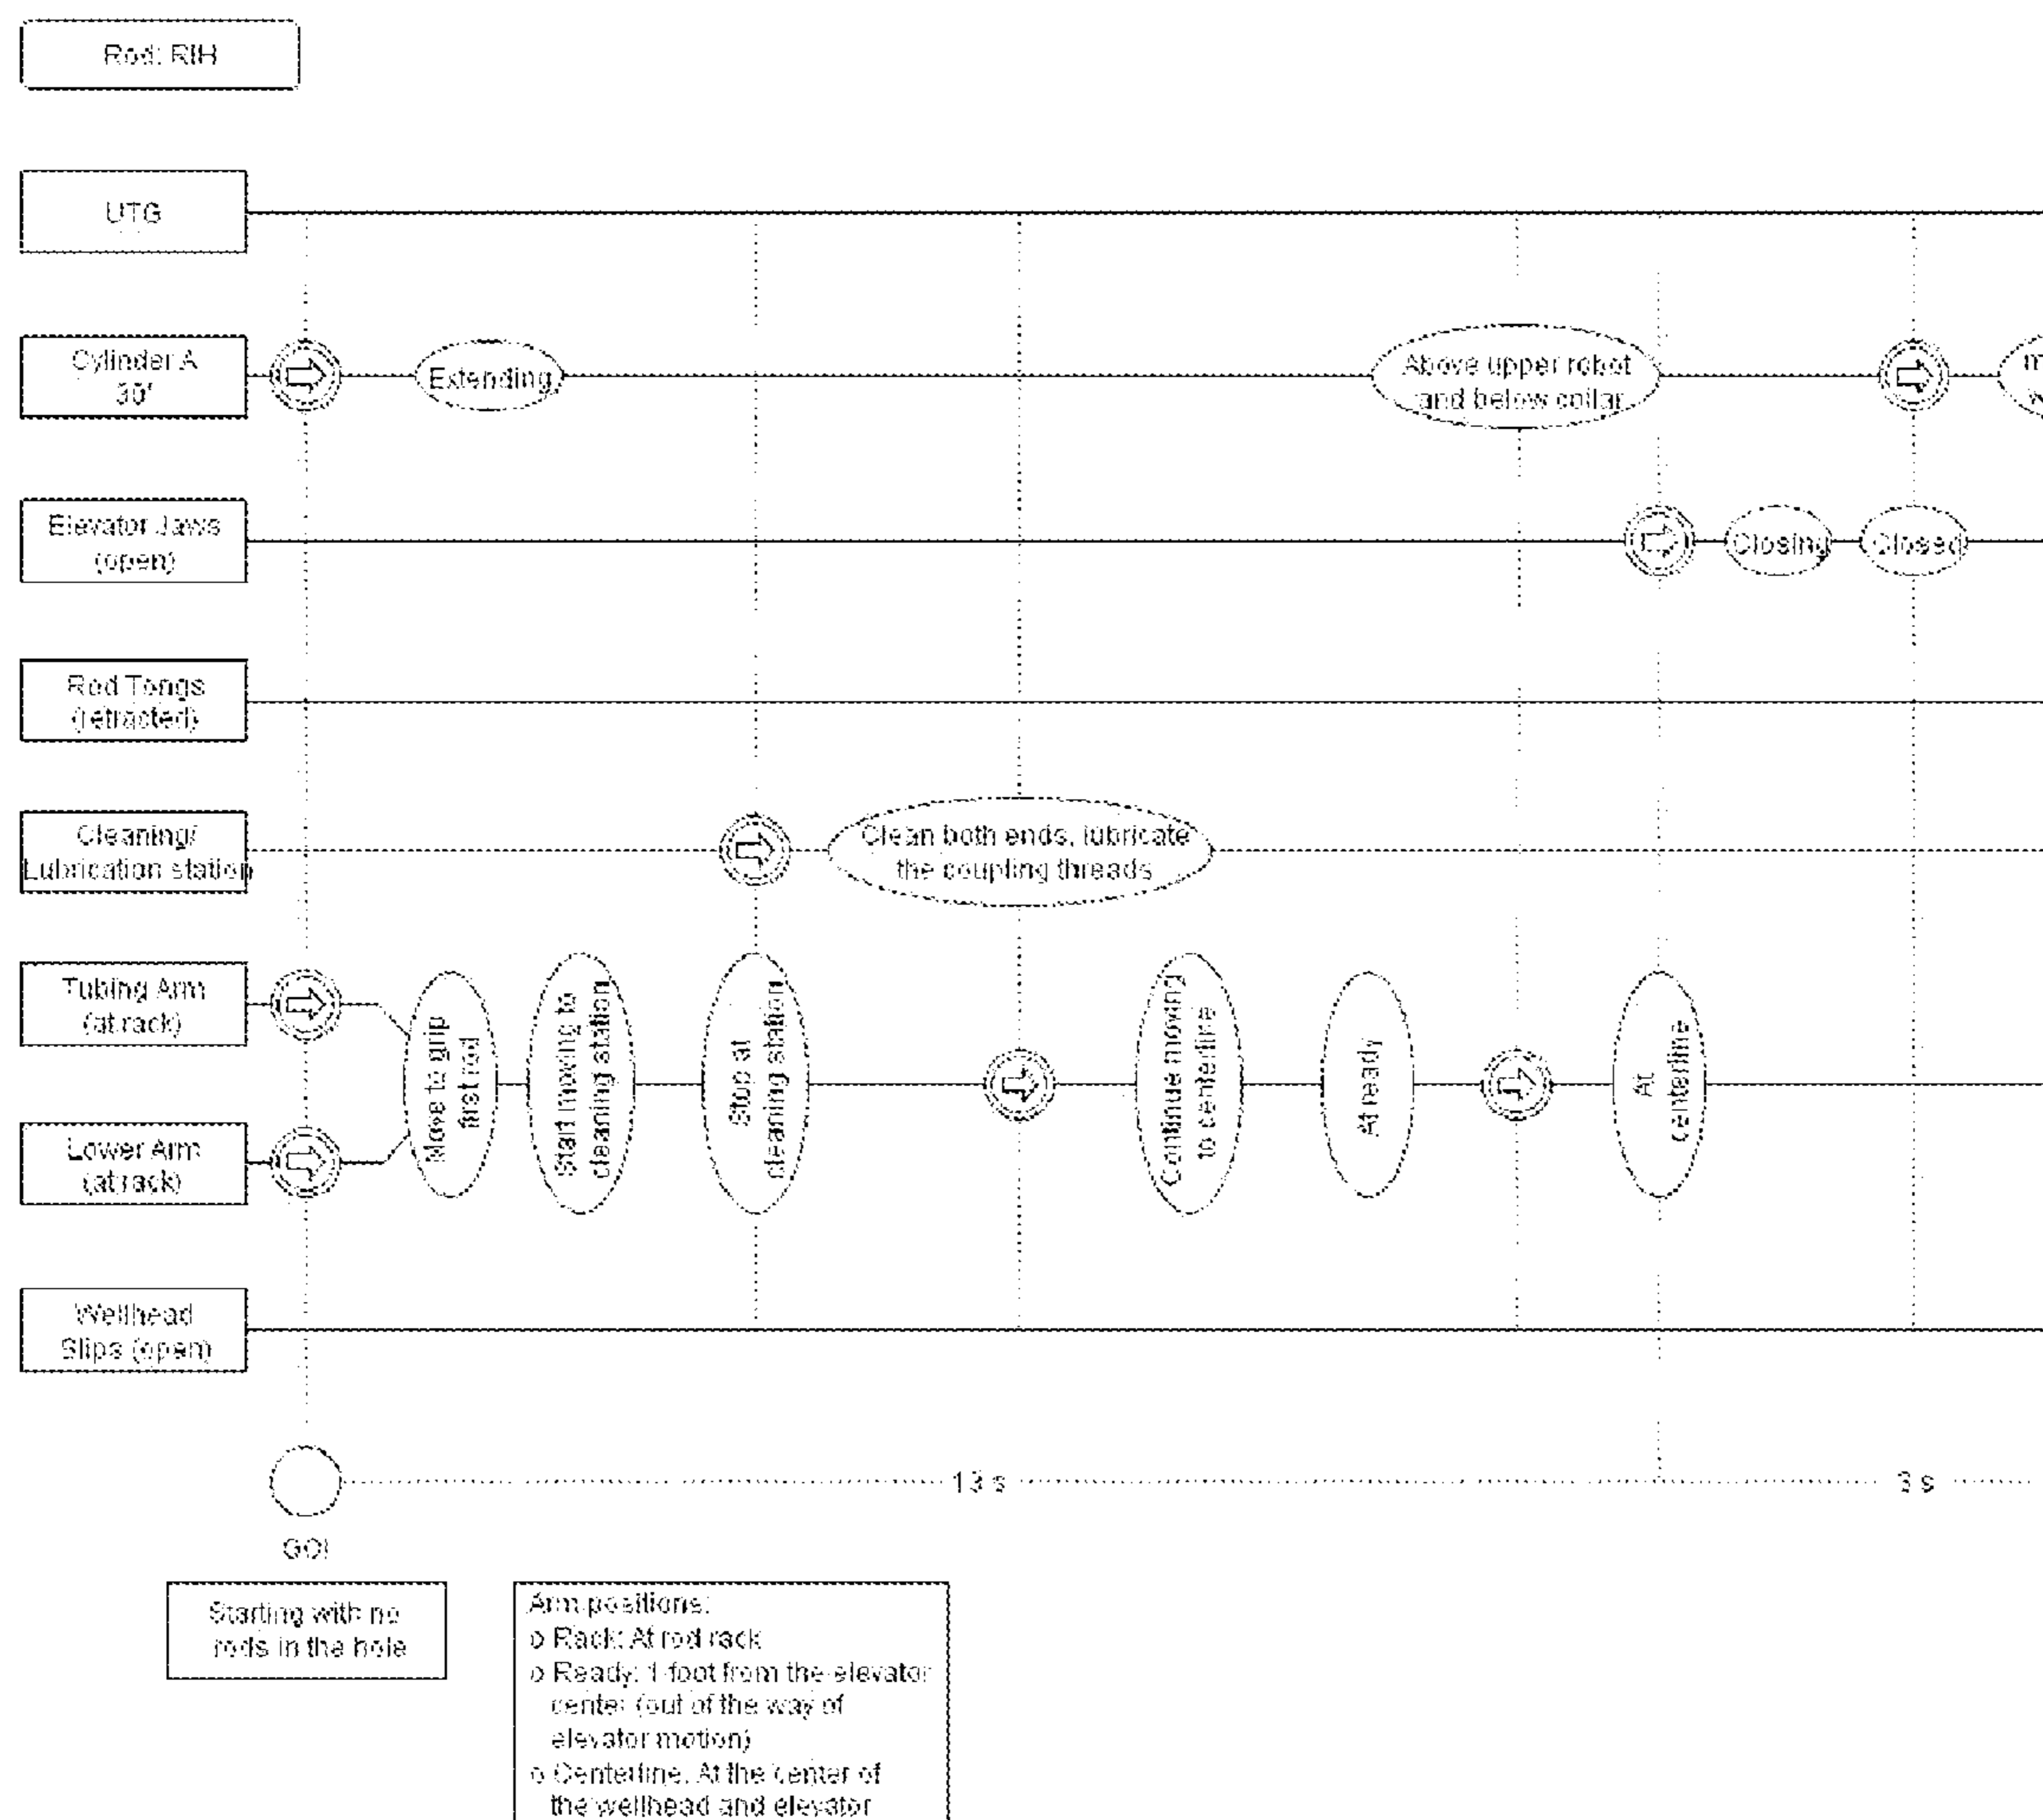 Rod: RIH
UTG
Cylinder A
30'
Extending
Above upper robot
and below collar
Elevator Jaws
(open)
Closing
Closed
Rod Tongs
(retracted)
Cleaning/
Lubrication station
Clean both ends, lubricate
the coupling threads
Tubing Arm
(at rack)
Lower Arm
(at rack)
Move to grip
first rod
Start moving to
cleaning station
Stop at
cleaning station
Continue moving
to centerline
At ready
At
centerline
Wellhead
Slips (open)
13 s
3 s
GO!
Starting with no
rods in the hole
Arm positions:
o Rack: At rod rack
o Ready: 1 foot from the elevator
center (out of the way of
elevator motion)
o Centerline: At the center of
the wellhead and elevator